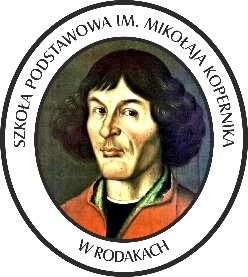 SZKOŁA PODSTAWOWA IM. MIKOŁAJA KOPERNIKA
W RODAKACH